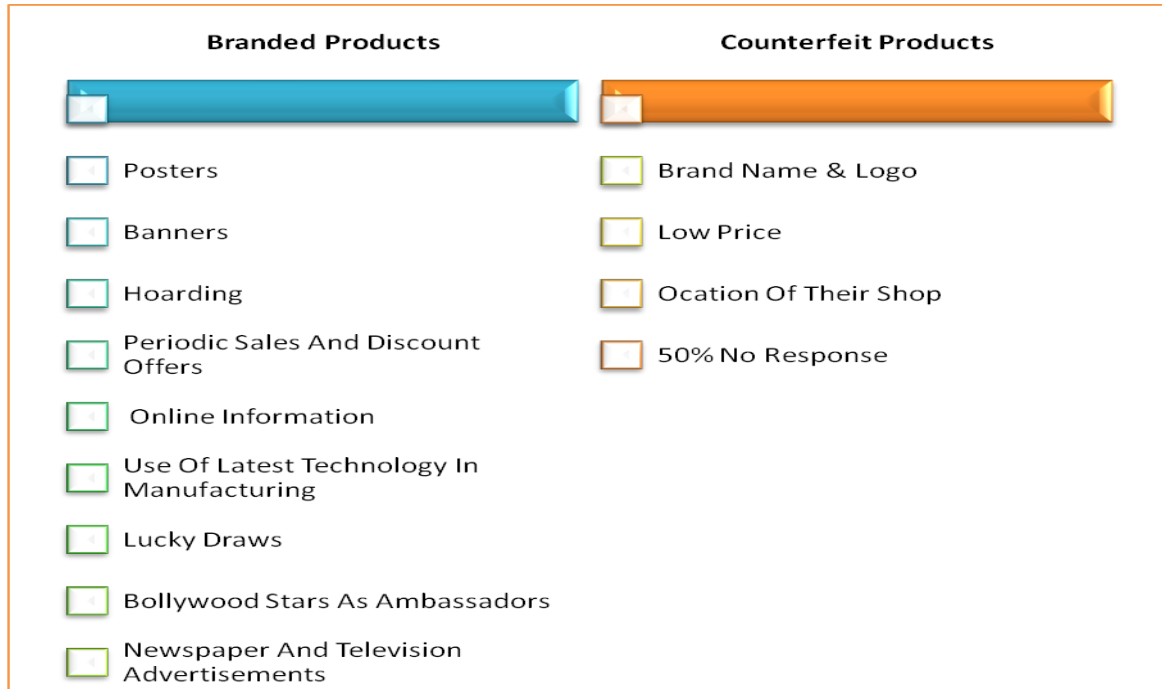 Branded Products
Posters
Banners
Hoarding
Periodic Sales And Discount
Offers
Online Information
Use Of Latest Technology In
Manufacturing
Lucky Draws
Bollywood Stars As Ambassadors
Newspaper And Television
Advertisements
Counterfeit Products
Brand Name & Logo
Low Price
Ocation Of Their Shop
50% No Response